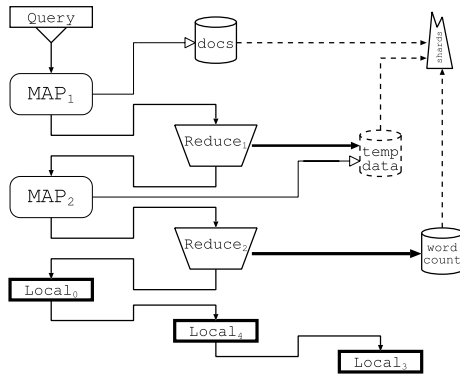 Query
docs
shards
MAP₁
Reduce₁
temp
data
MAP₂
Reduce₂
word
count
Local₀
Local₄
Local₃